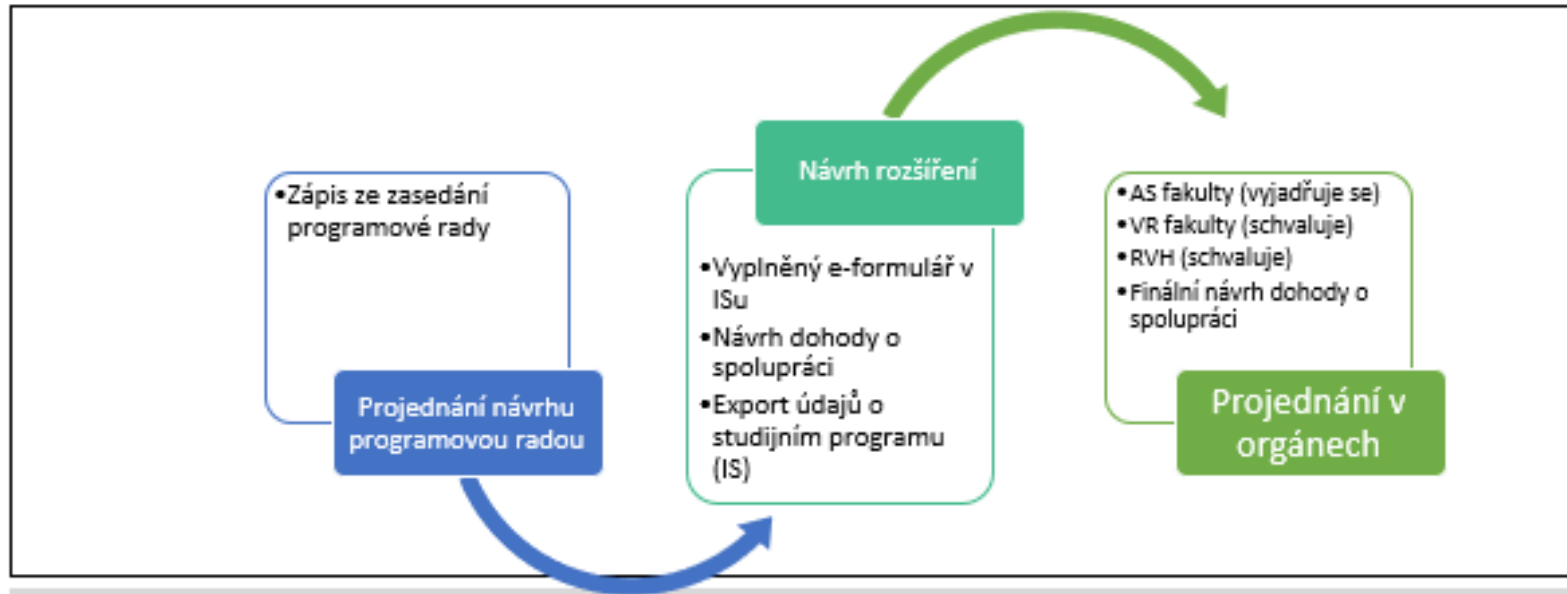 •Zápis ze zasedání
programové rady
Projednání návrhu
programovou radou
Návrh rozšíření
•Vyplněný e-formulář v
ISu
•Návrh dohody o
spolupráci
•Export údajů o
studijním programu
(IS)
•AS fakulty (vyjadřuje se)
•VR fakulty (schvaluje)
•RVH (schvaluje)
•Finální návrh dohody o
spolupráci
Projednání v
orgánech